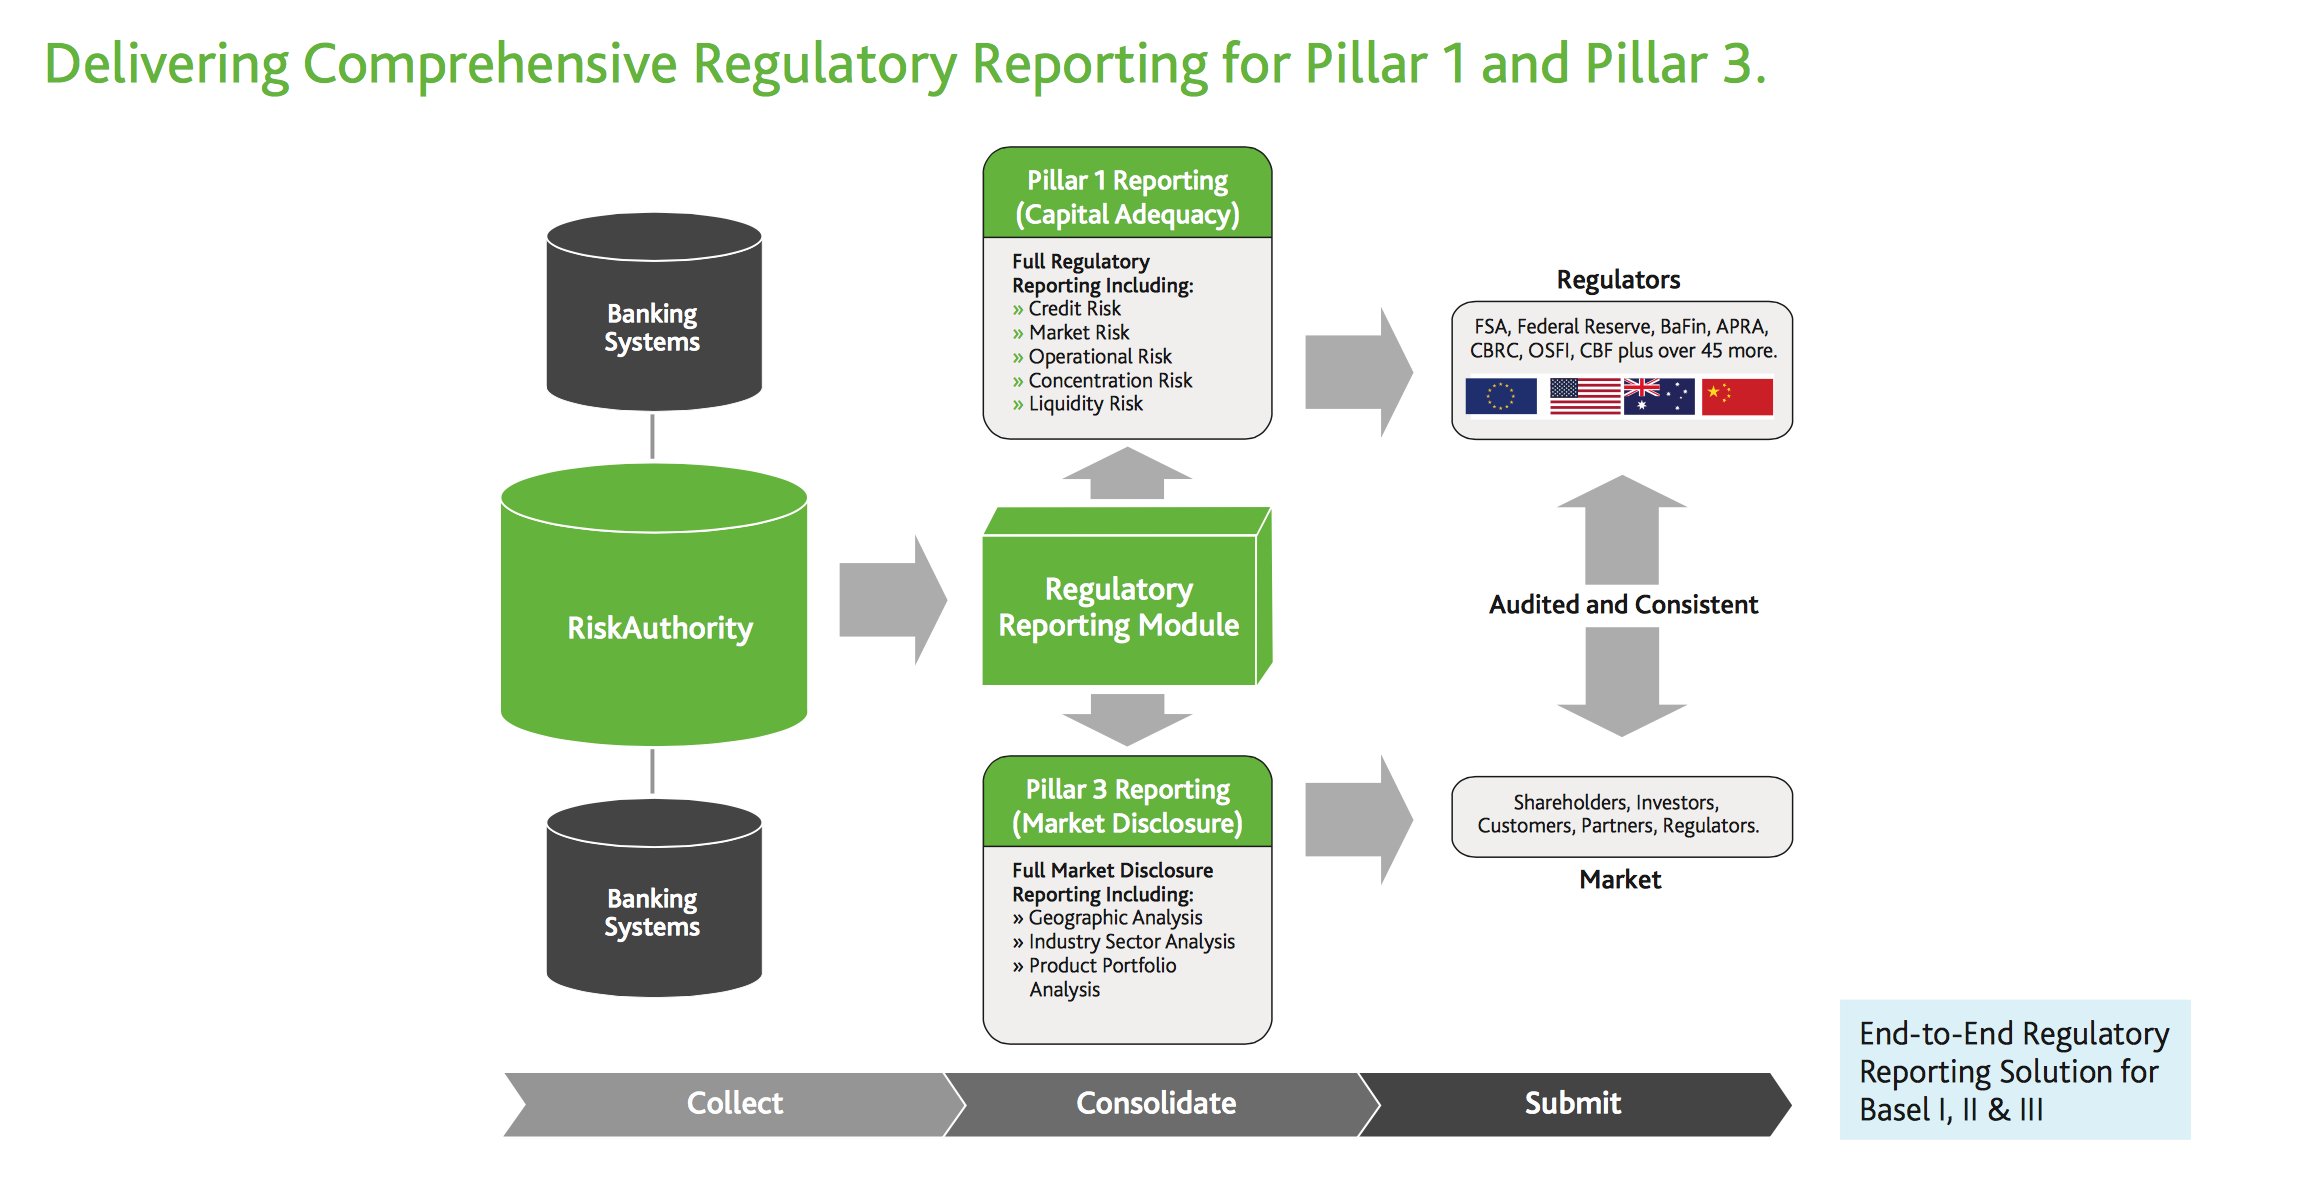 Delivering Comprehensive Regulatory Reporting for Pillar 1 and Pillar 3.
Banking
Systems
RiskAuthority
Banking
Systems
Pillar 1 Reporting
(Capital Adequacy)
Full Regulatory
Reporting Including:
» Credit Risk
» Market Risk
» Operational Risk
» Concentration Risk
» Liquidity Risk
Regulatory
Reporting Module
Pillar 3 Reporting
(Market Disclosure)
Full Market Disclosure
Reporting Including:
» Geographic Analysis
» Industry Sector Analysis
» Product Portfolio
Analysis
Regulators
FSA, Federal Reserve, BaFin, APRA,
CBRC, OSFI, CBF plus over 45 more.
Audited and Consistent
Shareholders, Investors,
Customers, Partners, Regulators.
Market
Collect
Consolidate
Submit
End-to-End Regulatory
Reporting Solution for
Basel I, II & III